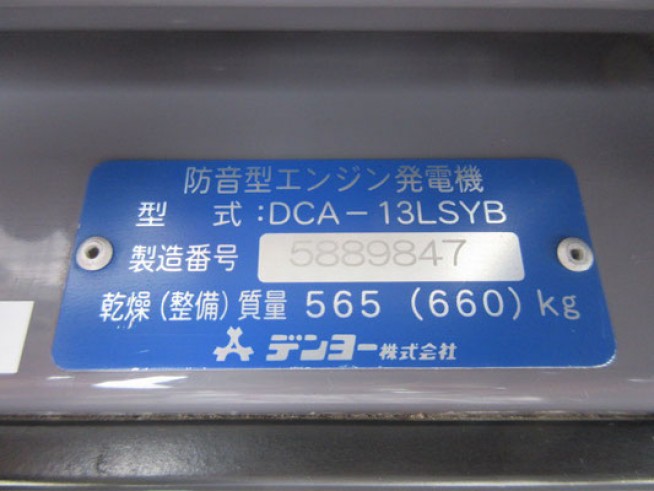 防音型エンジン発電機
型 式:DCA-13LSYB
製造番号 5889847
乾燥(整備)質量 565 (660) kg
デンヨー株式会社